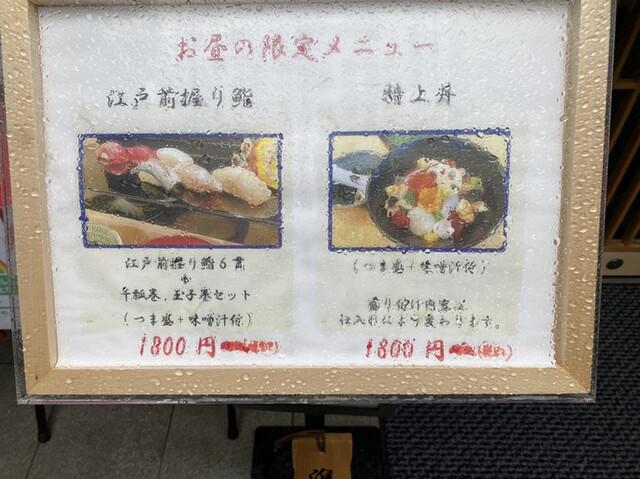 お昼の限定メニュー
江戸前握り鮨
特上丼
江戸前握り鮨6貫
手紙巻、玉子巻セット
(つま盛+味噌汁付)
1800円
(つま盛+味噌汁付)
盛り付け内容は
仕入れにより変わります。
1800円